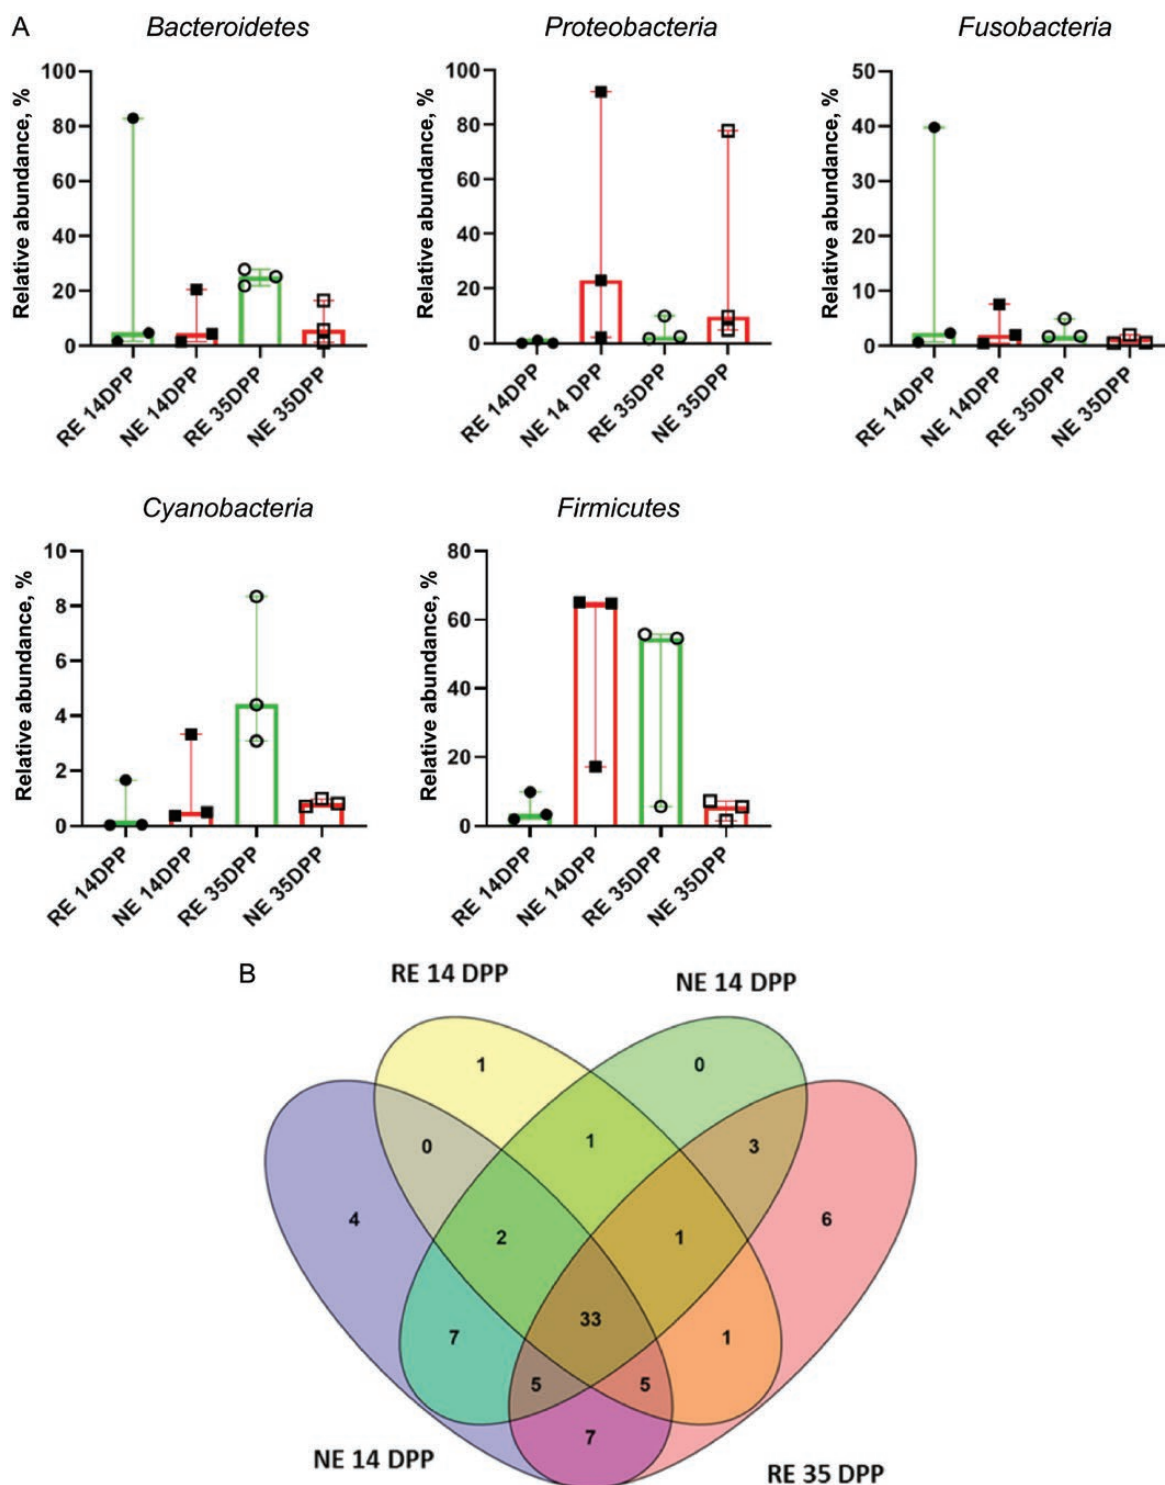 A
Bacteroidetes
Proteobacteria
Fusobacteria
Relative abundance, %
100
80
60
40
20
0
RE 14DPP
NE 14DPP
RE 35DPP
NE 35DPP
Relative abundance, %
100
80
60
40
20
0
RE 14DPP
NE 14 DPP
RE 35DPP
NE 35DPP
Relative abundance, %
50
40
30
20
10
0
RE 14DPP
NE 14DPP
RE 35DPP
NE 35DPP
Cyanobacteria
Firmicutes
Relative abundance, %
10
8
6
4
2
0
RE 14DPP
NE 14DPP
RE 35DPP
NE 35DPP
Relative abundance, %
80
60
40
20
0
RE 14DPP
NE 14DPP
RE 35DPP
NE 35DPP
B
RE 14 DPP
NE 14 DPP
1
0
0
1
3
4
2
1
6
7
33
1
5
5
7
NE 14 DPP
RE 35 DPP